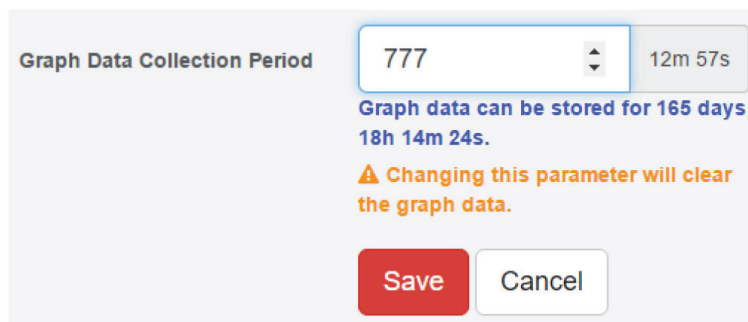 Graph Data Collection Period
777
12m 57s
Graph data can be stored for 165 days
18h 14m 24s.
Changing this parameter will clear
the graph data.
Save
Cancel